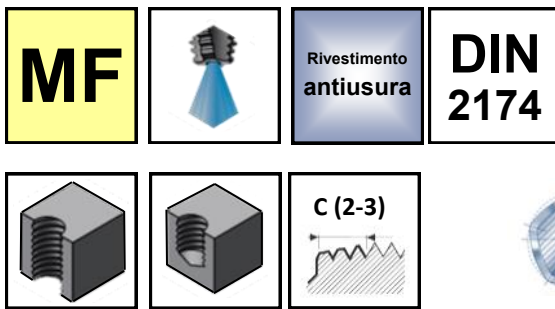 MF
Rivestimento
antiusura
DIN
2174
C (2-3)